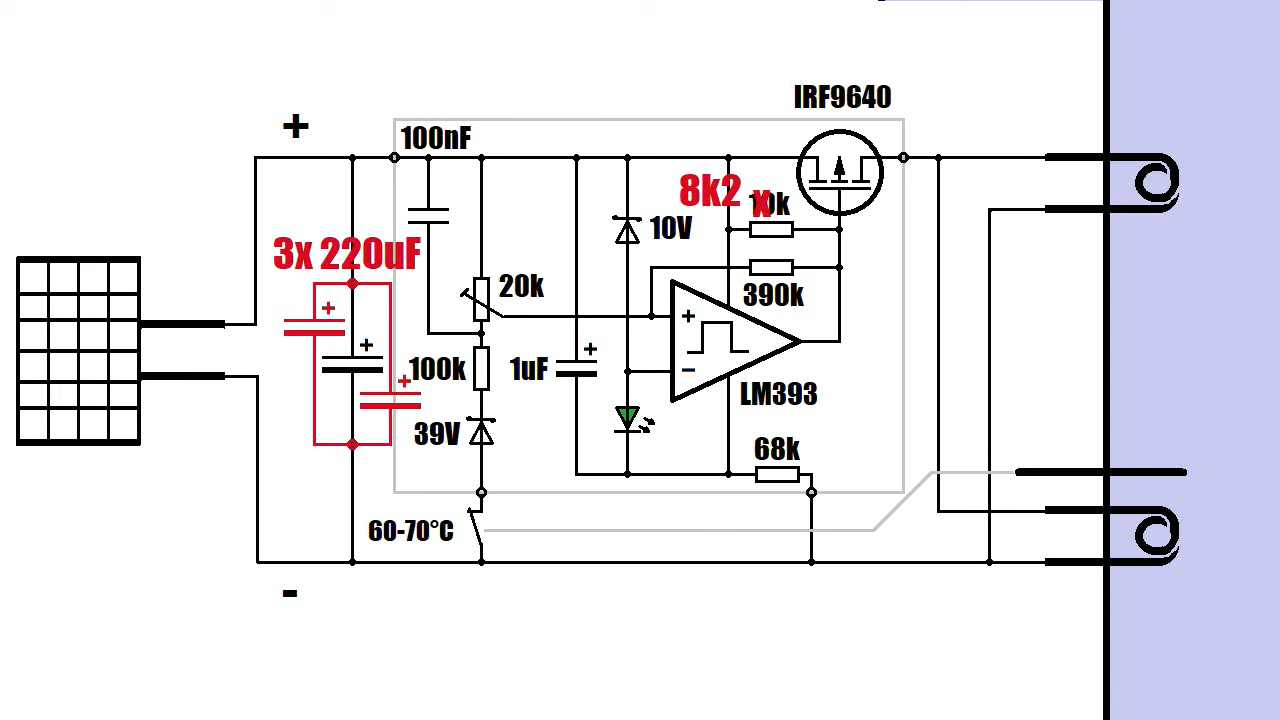 IRF9640
+
100nF
8k2 x
10k
10V
3x 220uF
20k
390k
+
+
+
100k
+
1uF
+
-
LM393
39V
68k
60-70°C
-